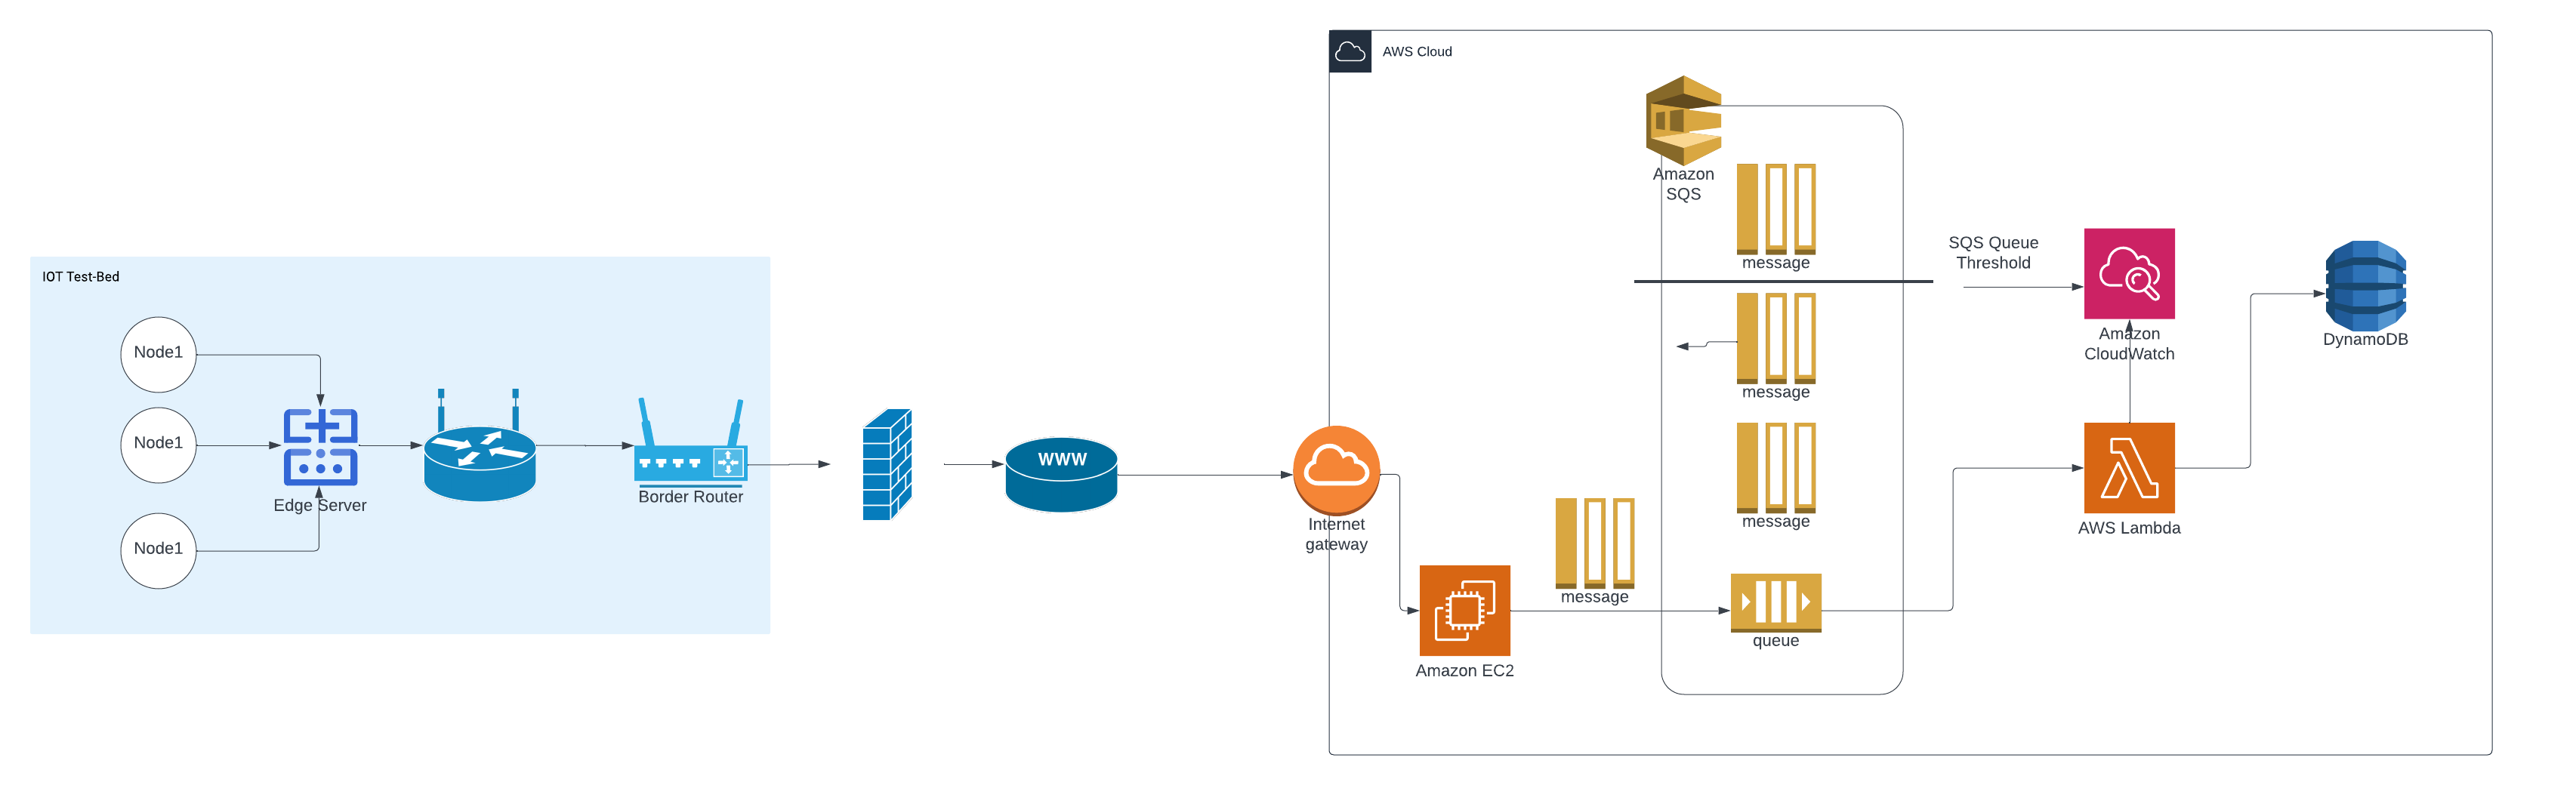 AWS Cloud
Amazon
SQS
message
SQS Queue
Threshold
IOT Test-Bed
Node1
Amazon
CloudWatch
DynamoDB
message
Node1
WWW
Edge Server
Border Router
Internet
gateway
message
AWS Lambda
Node1
message
queue
Amazon EC2